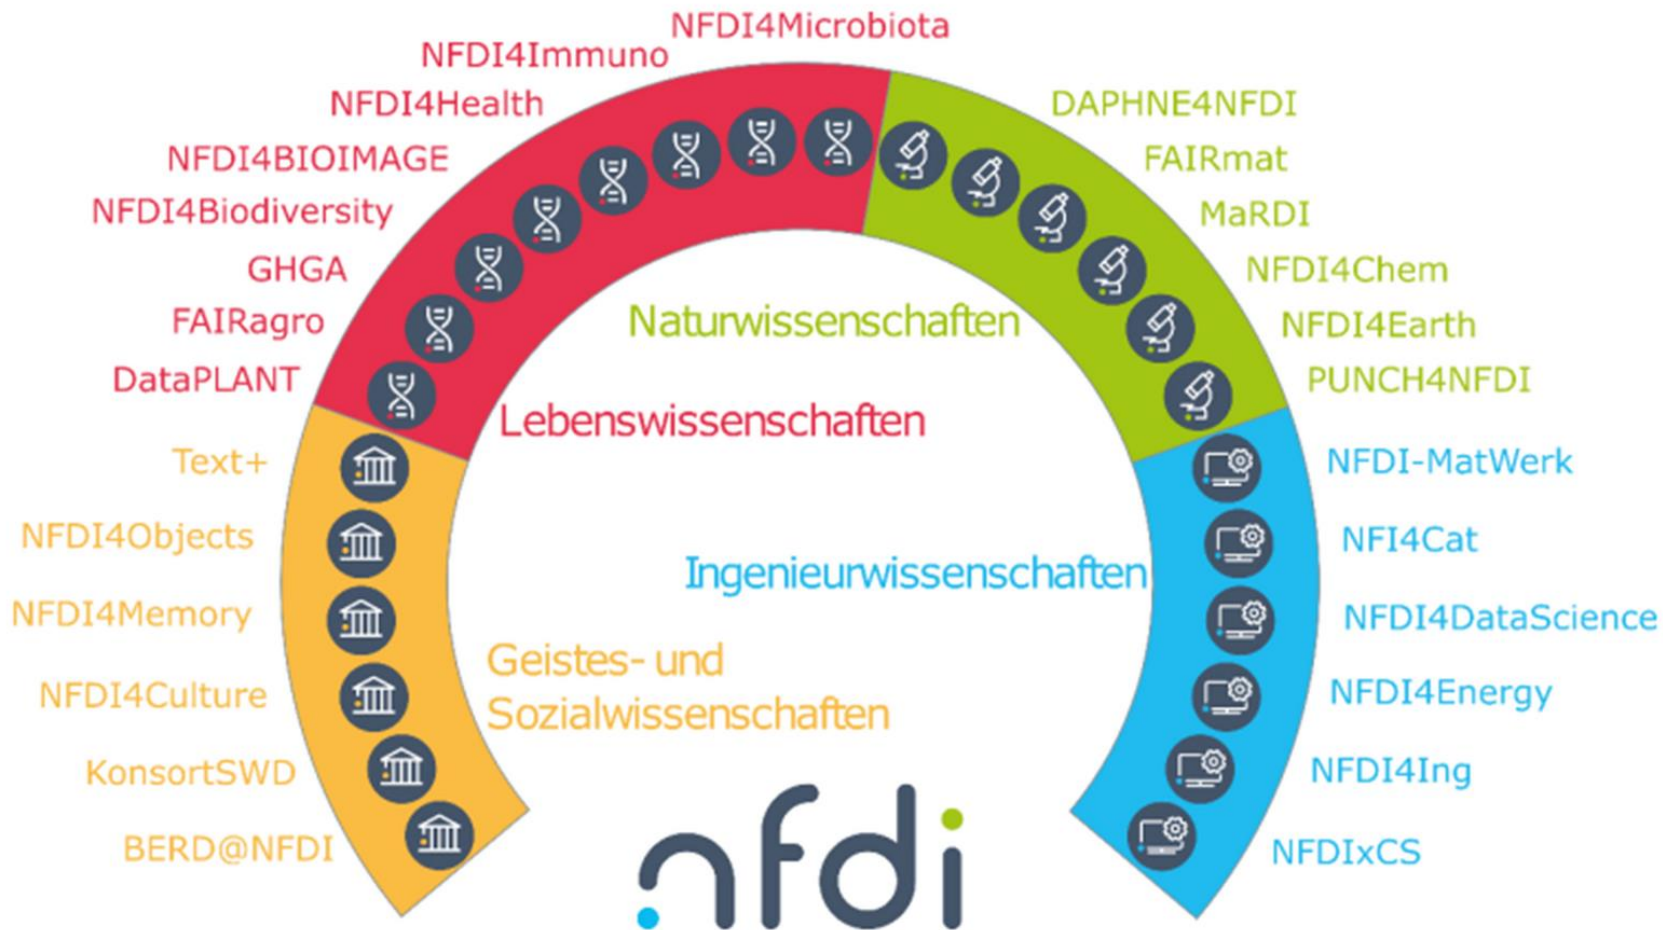 NFDI4Microbiota
NFDI4Immuno
NFDI4Health
NFDI4BIOIMAGE
NFDI4Biodiversity
GHGA
FAIRagro
DataPLANT
Text+
NFDI4Objects
NFDI4Memory
NFDI4Culture
KonsortSWD
BERD@NFDI
DAPHNE4NFDI
FAIRmat
MaRDI
NFDI4Chem
NFDI4Earth
PUNCH4NFDI
NFDI-MatWerk
NFI4Cat
NFDI4DataScience
NFDI4Energy
NFDI4Ing
NFDIxCS
Naturwissenschaften
Lebenswissenschaften
Ingenieurwissenschaften
Geistes- und
Sozialwissenschaften
nfdi